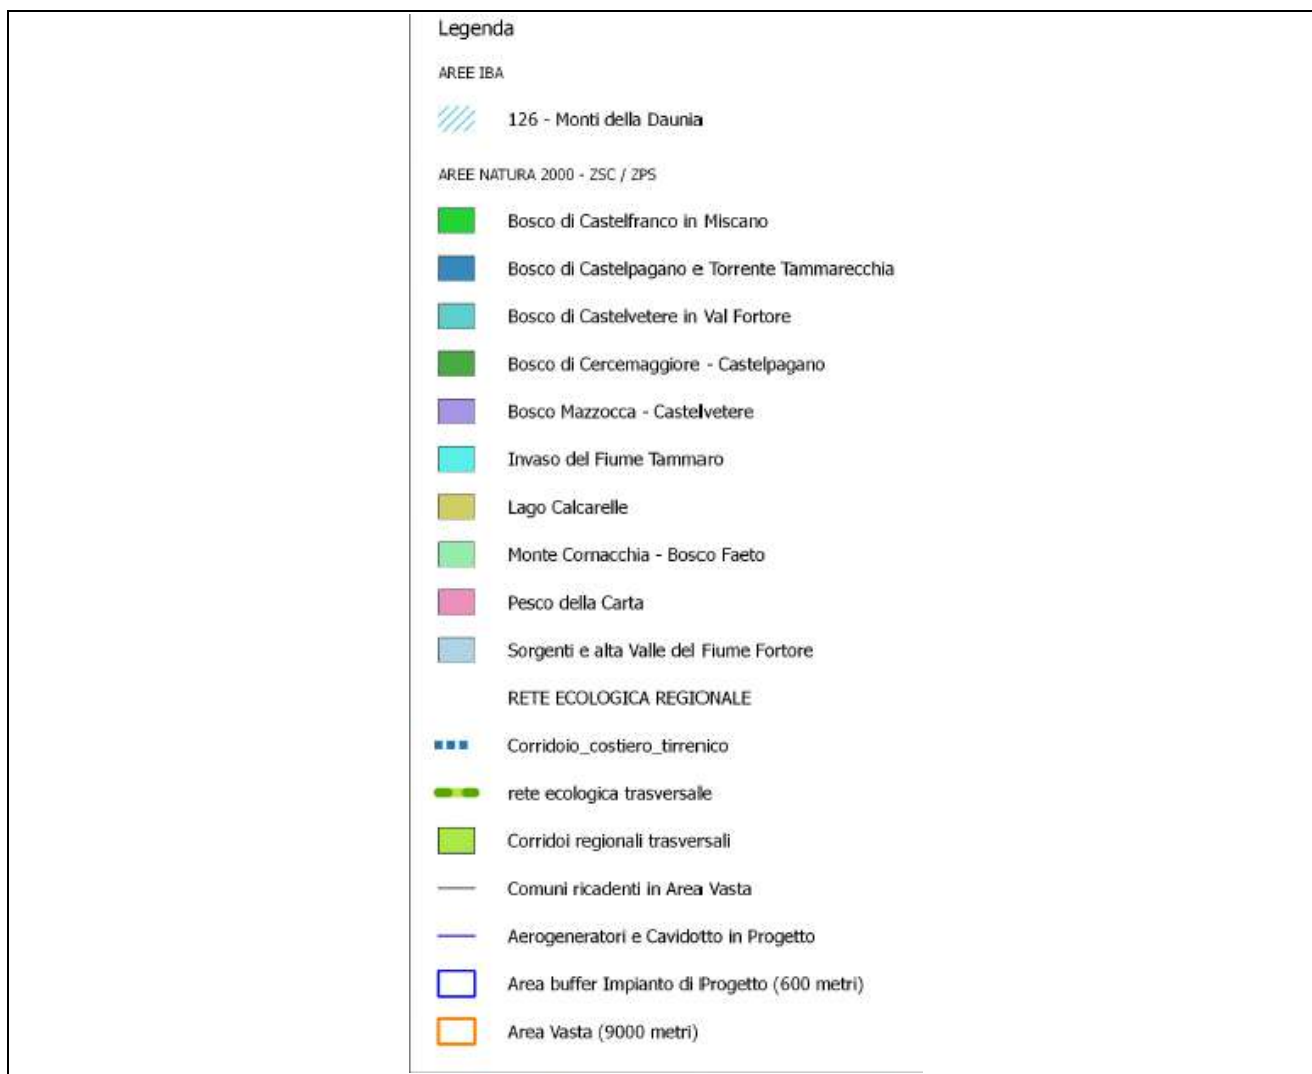 Legenda
AREE IBA
126 - Monti della Daunia
AREE NATURA 2000 - ZSC / ZPS
Bosco di Castelfranco in Miscano
Bosco di Castelpagano e Torrente Tammarecchia
Bosco di Castelvetere in Val Fortore
Bosco di Cercemaggiore - Castelpagano
Bosco Mazzocca - Castelvetere
Invaso del Fiume Tammaro
Lago Calcarelle
Monte Cornacchia - Bosco Faeto
Pesco della Carta
Sorgenti e alta Valle del Fiume Fortore
RETE ECOLOGICA REGIONALE
Corridoio_costiero_tirrenico
rete ecologica trasversale
Corridoi regionali trasversali
Comuni ricadenti in Area Vasta
Aerogeneratori e Cavidotto in Progetto
Area buffer Impianto di Progetto (600 metri)
Area Vasta (9000 metri)